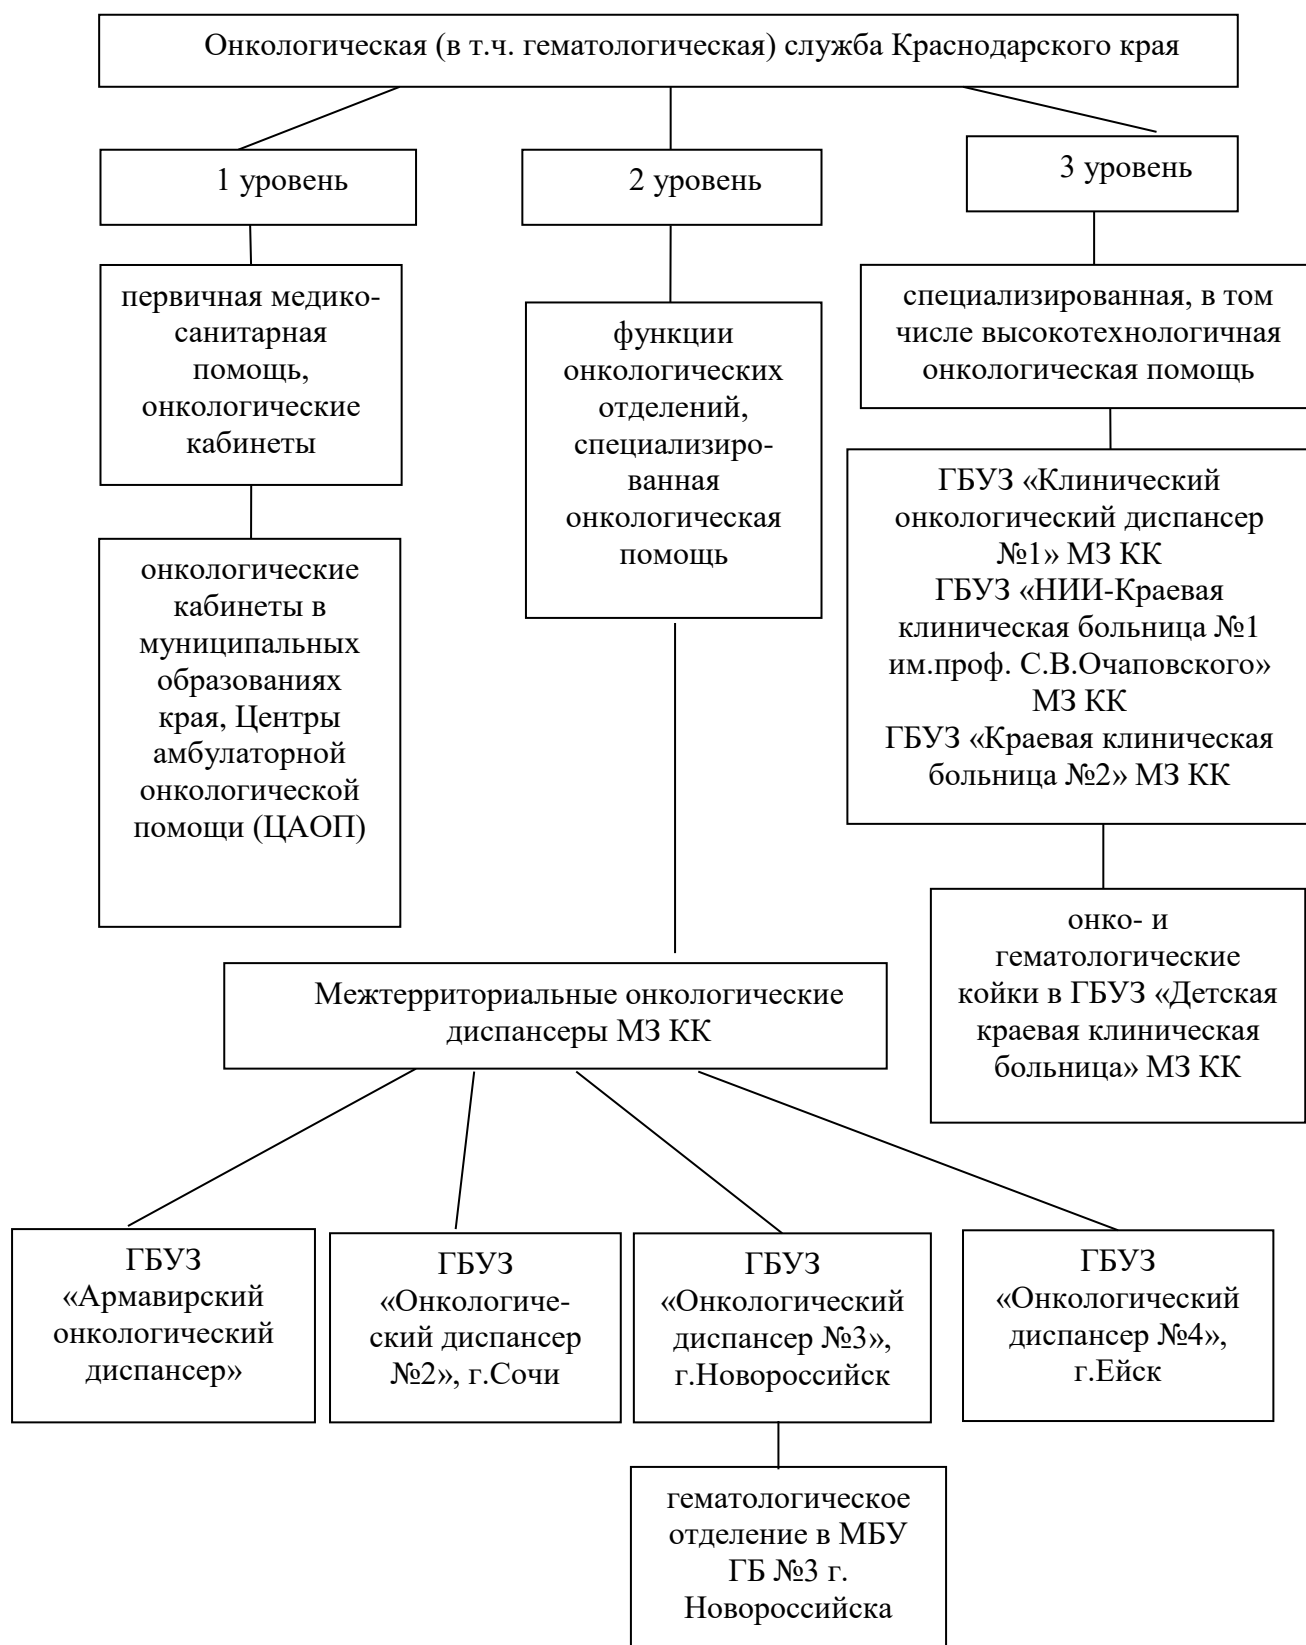 Онкологическая (в т.ч. гематологическая) служба Краснодарского края
1 уровень
2 уровень
3 уровень
первичная медико-
санитарная
помощь,
онкологические
кабинеты
функции
онкологических
отделений,
специализиро-
ванная
онкологическая
помощь
специализированная, в том
числе высокотехнологичная
онкологическая помощь
онкологические
кабинеты в
муниципальных
образованиях
края, Центры
амбулаторной
онкологической
помощи (ЦАОП)
ГБУЗ «Клинический
онкологический диспансер
№1» МЗ КК
ГБУЗ «НИИ-Краевая
клиническая больница №1
им.проф. С.В.Очаповского»
МЗ КК
ГБУЗ «Краевая клиническая
больница №2» МЗ КК
онко- и
гематологические
койки в ГБУЗ «Детская
краевая клиническая
больница» МЗ КК
Межтерриториальные онкологические
диспансеры МЗ КК
ГБУЗ
«Армавирский
онкологический
диспансер»
ГБУЗ
«Онкологиче-
ский диспансер
№2», г.Сочи
ГБУЗ
«Онкологический
диспансер №3»,
г.Новороссийск
ГБУЗ
«Онкологический
диспансер №4»,
г.Ейск
гематологическое
отделение в МБУ
ГБ №3 г.
Новороссийска